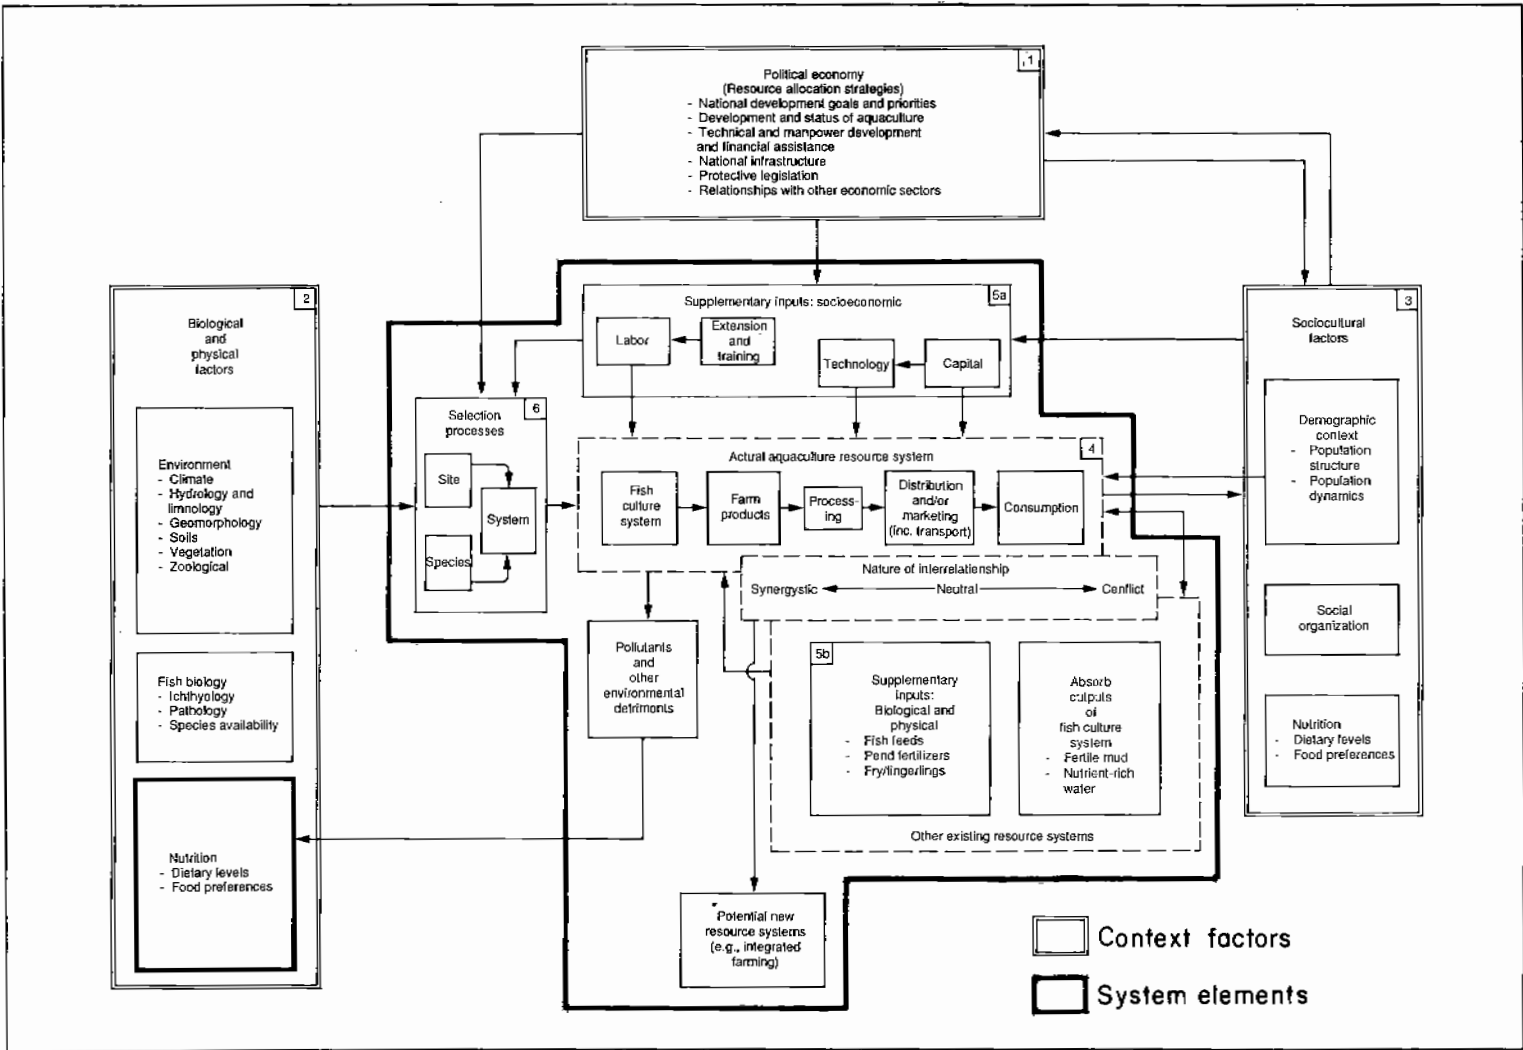 1
Political economy
(Resource allocation strategies)
- National development goals and priorities
- Development and status of aquaculture
- Technical and manpower development
and financial assistance
- National infrastructure
- Protective legislation
- Relationships with other economic sectors
2
Biological
and
physical
factors
Environment
- Climate
- Hydrology and
limnology
- Geomorphology
- Soils
- Vegetation
- Zoological
Fish biology
- Ichthyology
- Pathology
- Species availability
Nutrition
- Dietary levels
- Food preferences
5a
Supplementary inputs: socioeconomic
Labor
Extension
and
training
Technology
Capital
6
Selection
processes
Site
System
Species
4
Actural aquaculture resource system
Fish
culture
system
Farm
products
Process-
ing
Distribution
and/or
marketing
(inc. transport)
Consumption
Nature of interrelationship
Synergystic
Neutral
Conflict
Pollutants
and
other
environmental
detriments
5b
Supplementary
inputs:
Biological and
physical
- Fish feeds
- Pond fertilizers
- Fry/fingerlings
Absorb
outputs
of
fish culture
system
- Fertile mud
- Nutrient-rich
water
Other existing resource systems
Potential new
resource systems
(e.g., integrated
farming)
3
Sociocultural
factors
Demographic
context
- Population
structure
- Population
dynamics
Social
organization
Nutrition
- Dietary levels
- Food preferences
Context factors
System elements